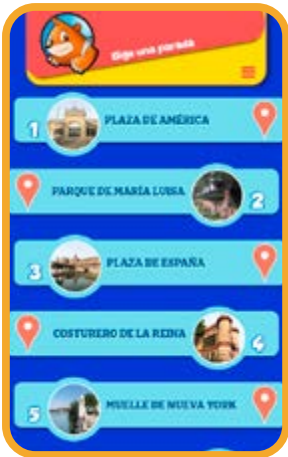 Elige una parada
1 PLAZA DE AMÉRICA
PARQUE DE MARÍA LUISA 2
3 PLAZA DE ESPAÑA
COSTURERO DE LA REINA 4
5 MUELLE DE NUEVA YORK